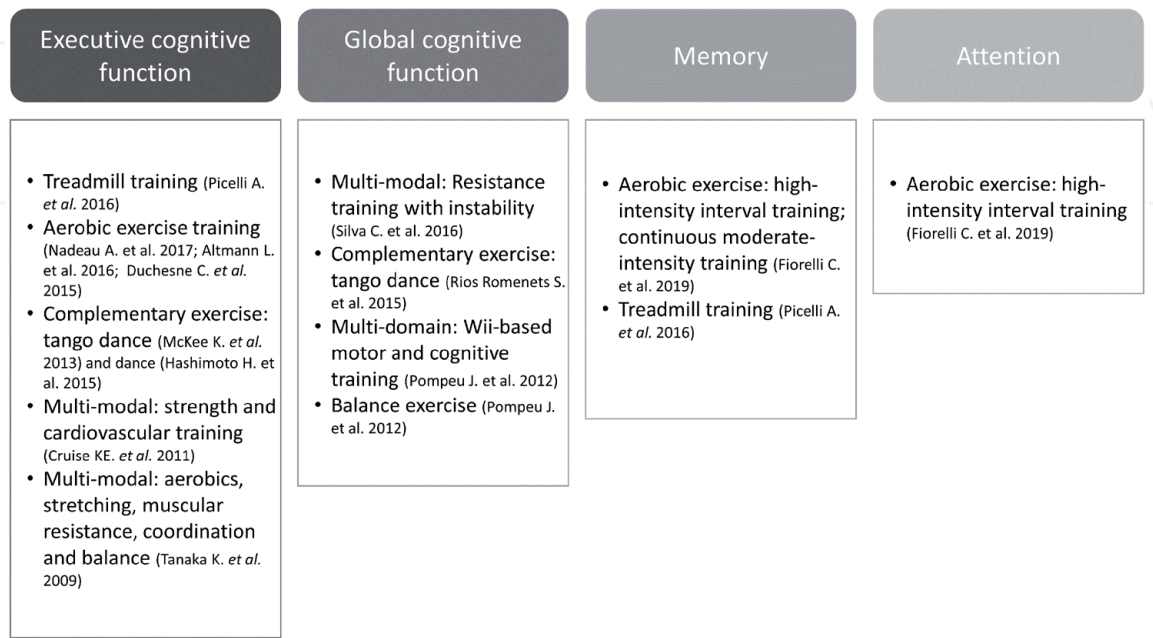 Executive cognitive
function
• Treadmill training (Picelli A.
et al. 2016)
• Aerobic exercise training
(Nadeau A. et al. 2017; Altmann L.
et al. 2016; Duchesne C. et al.
2015)
• Complementary exercise:
tango dance (McKee K. et al.
2013) and dance (Hashimoto H. et
al. 2015)
• Multi-modal: strength and
cardiovascular training
(Cruise KE. et al. 2011)
• Multi-modal: aerobics,
stretching, muscular
resistance, coordination
and balance (Tanaka K. et al.
2009)
Global cognitive
function
• Multi-modal: Resistance
training with instability
(Silva C. et al. 2016)
• Complementary exercise:
tango dance (Rios Romenets S.
et al. 2015)
• Multi-domain: Wii-based
motor and cognitive
training (Pompeu J. et al. 2012)
• Balance exercise (Pompeu J.
et al. 2012)
Memory
• Aerobic exercise: high-
intensity interval training;
continuous moderate-
intensity training (Fiorelli C.
et al. 2019)
• Treadmill training (Picelli A.
et al. 2016)
Attention
• Aerobic exercise: high-
intensity interval training
(Fiorelli C. et al. 2019)